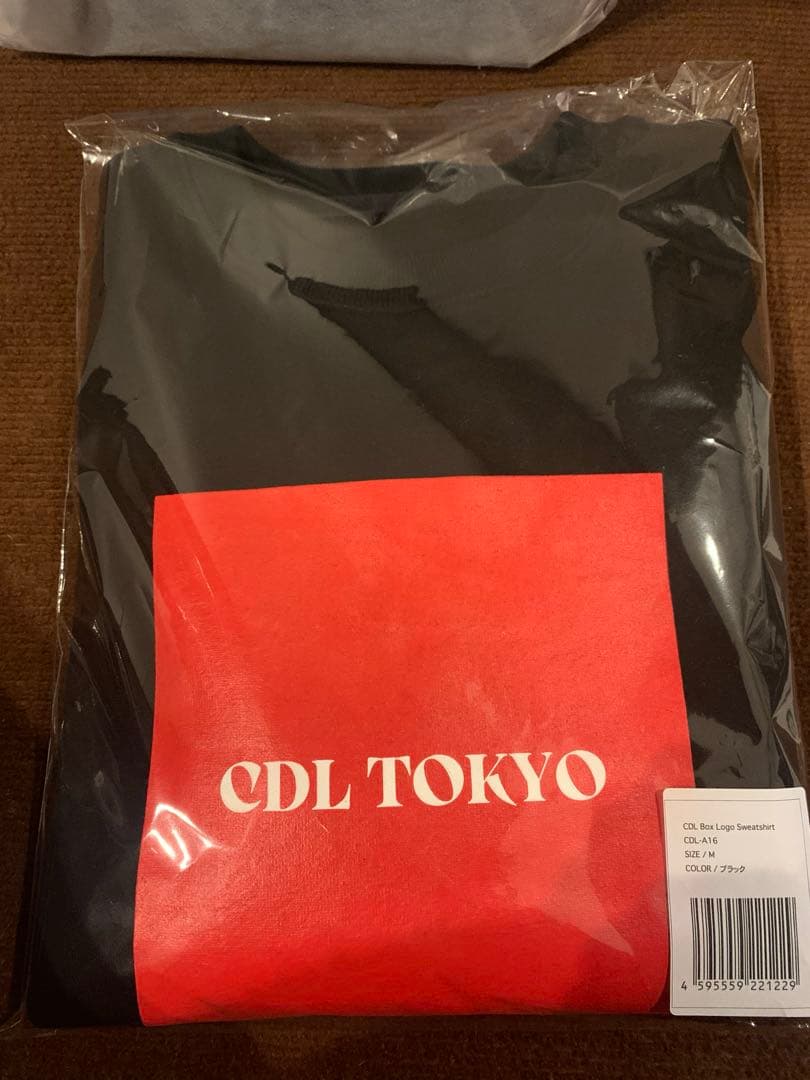 CDL TOKYO
CDL Box Logo Sweatshirt
CDL-A16
SIZE / M
COLOR / ブラック
4 595559 221229